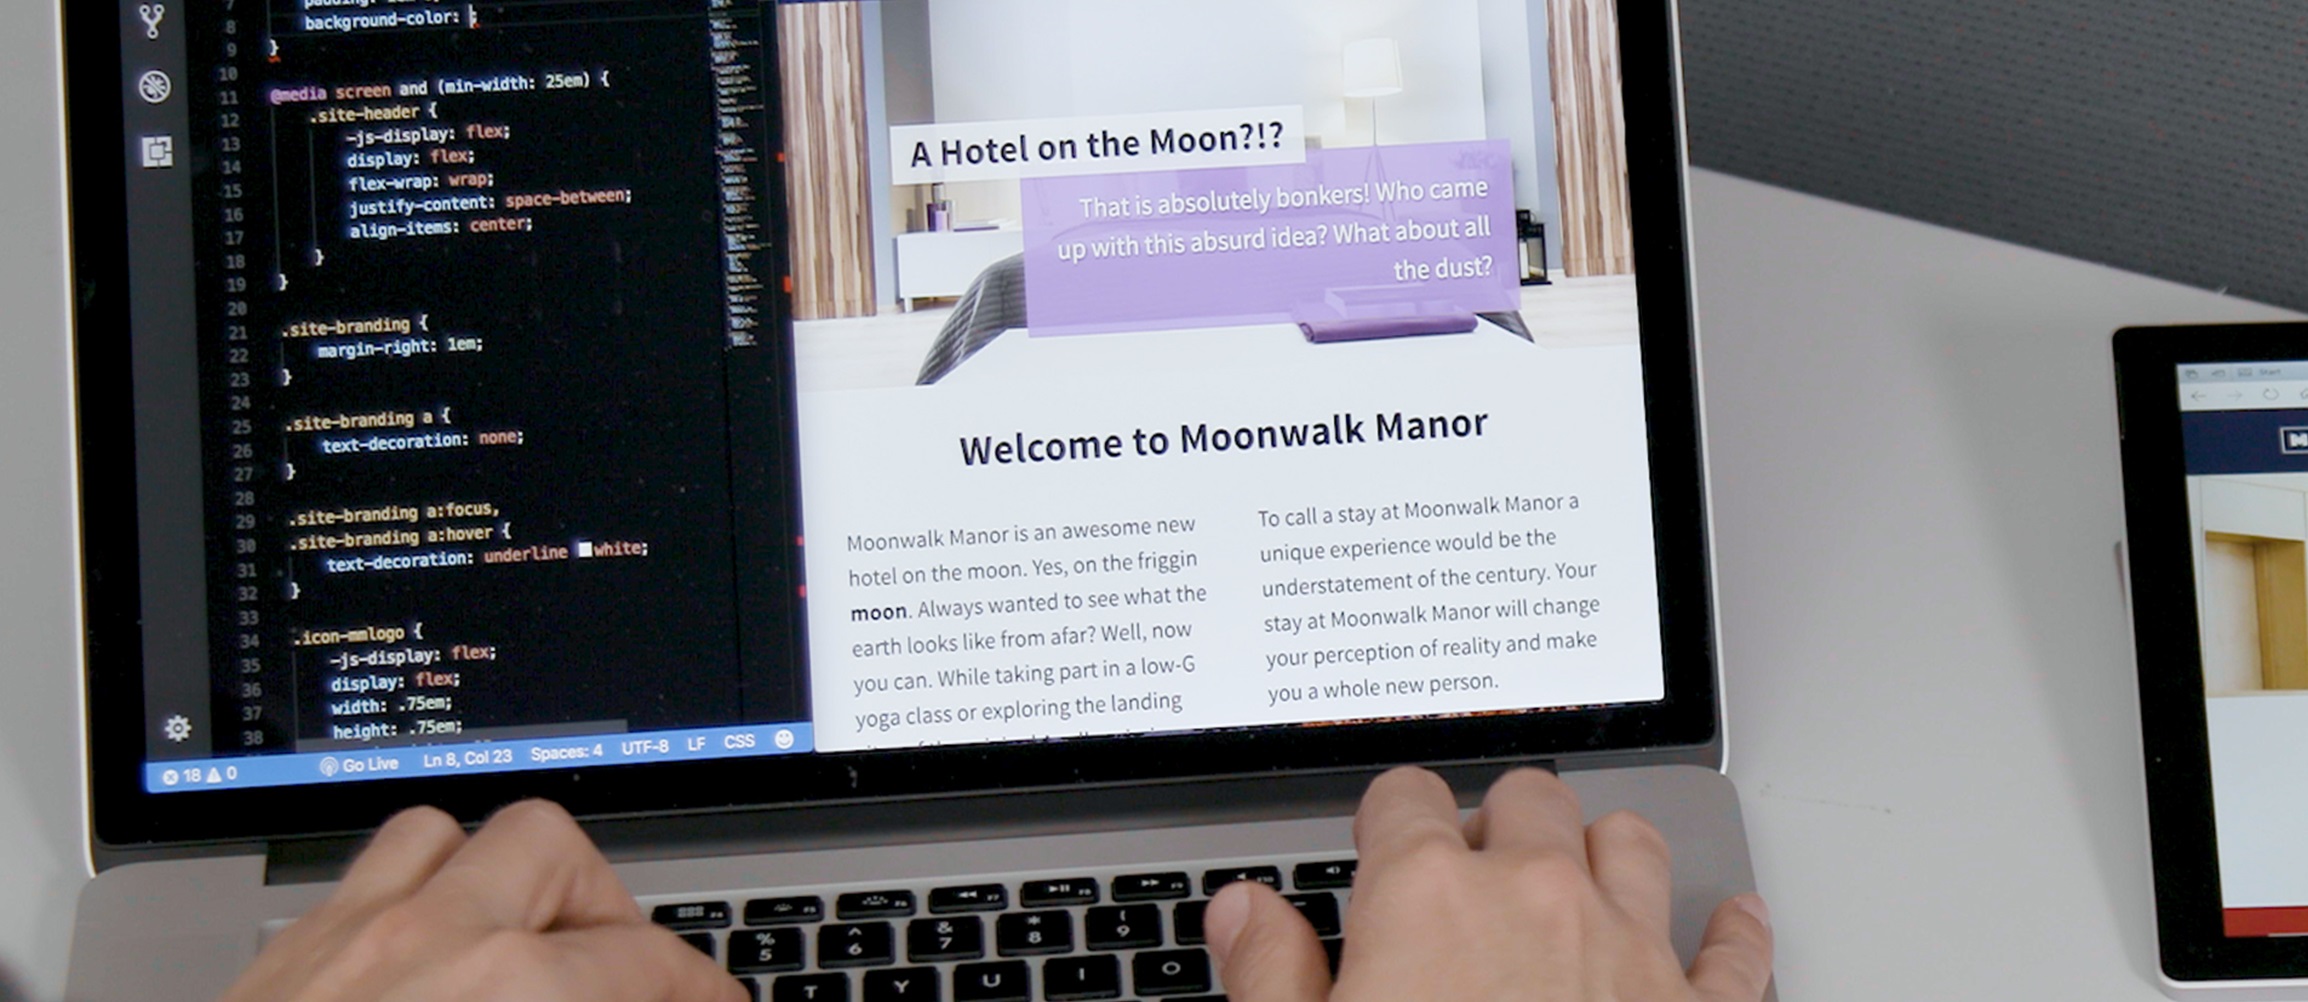 7
8 background-color: ;
9 }
10
11 @media screen and (min-width: 25em) {
12 .site-header {
13 -js-display: flex;
14 display: flex;
15 flex-wrap: wrap;
16 justify-content: space-between;
17 align-items: center;
18 }
19 }
20
21 .site-branding {
22 margin-right: 1em;
23 }
24
25 .site-branding a {
26 text-decoration: none;
27 }
28
29 .site-branding a:focus,
30 .site-branding a:hover {
31 text-decoration: underline white;
32 }
33
34 .icon-mmlogo {
35 -js-display: flex;
36 display: flex;
37 width: .75em;
38 height: .75em;
18 0 Go Live Ln 8, Col 23 Spaces: 4 UTF-8 LF CSS
A Hotel on the Moon?!?
That is absolutely bonkers! Who came
up with this absurd idea? What about all
the dust?
Welcome to Moonwalk Manor
Moonwalk Manor is an awesome new
hotel on the moon. Yes, on the friggin
moon. Always wanted to see what the
earth looks like from afar? Well, now
you can. While taking part in a low-G
yoga class or exploring the landing
To call a stay at Moonwalk Manor a
unique experience would be the
understatement of the century. Your
stay at Moonwalk Manor will change
your perception of reality and make
you a whole new person.
Start
% ^ & * (
5 6 7 8 9
T Y U I O